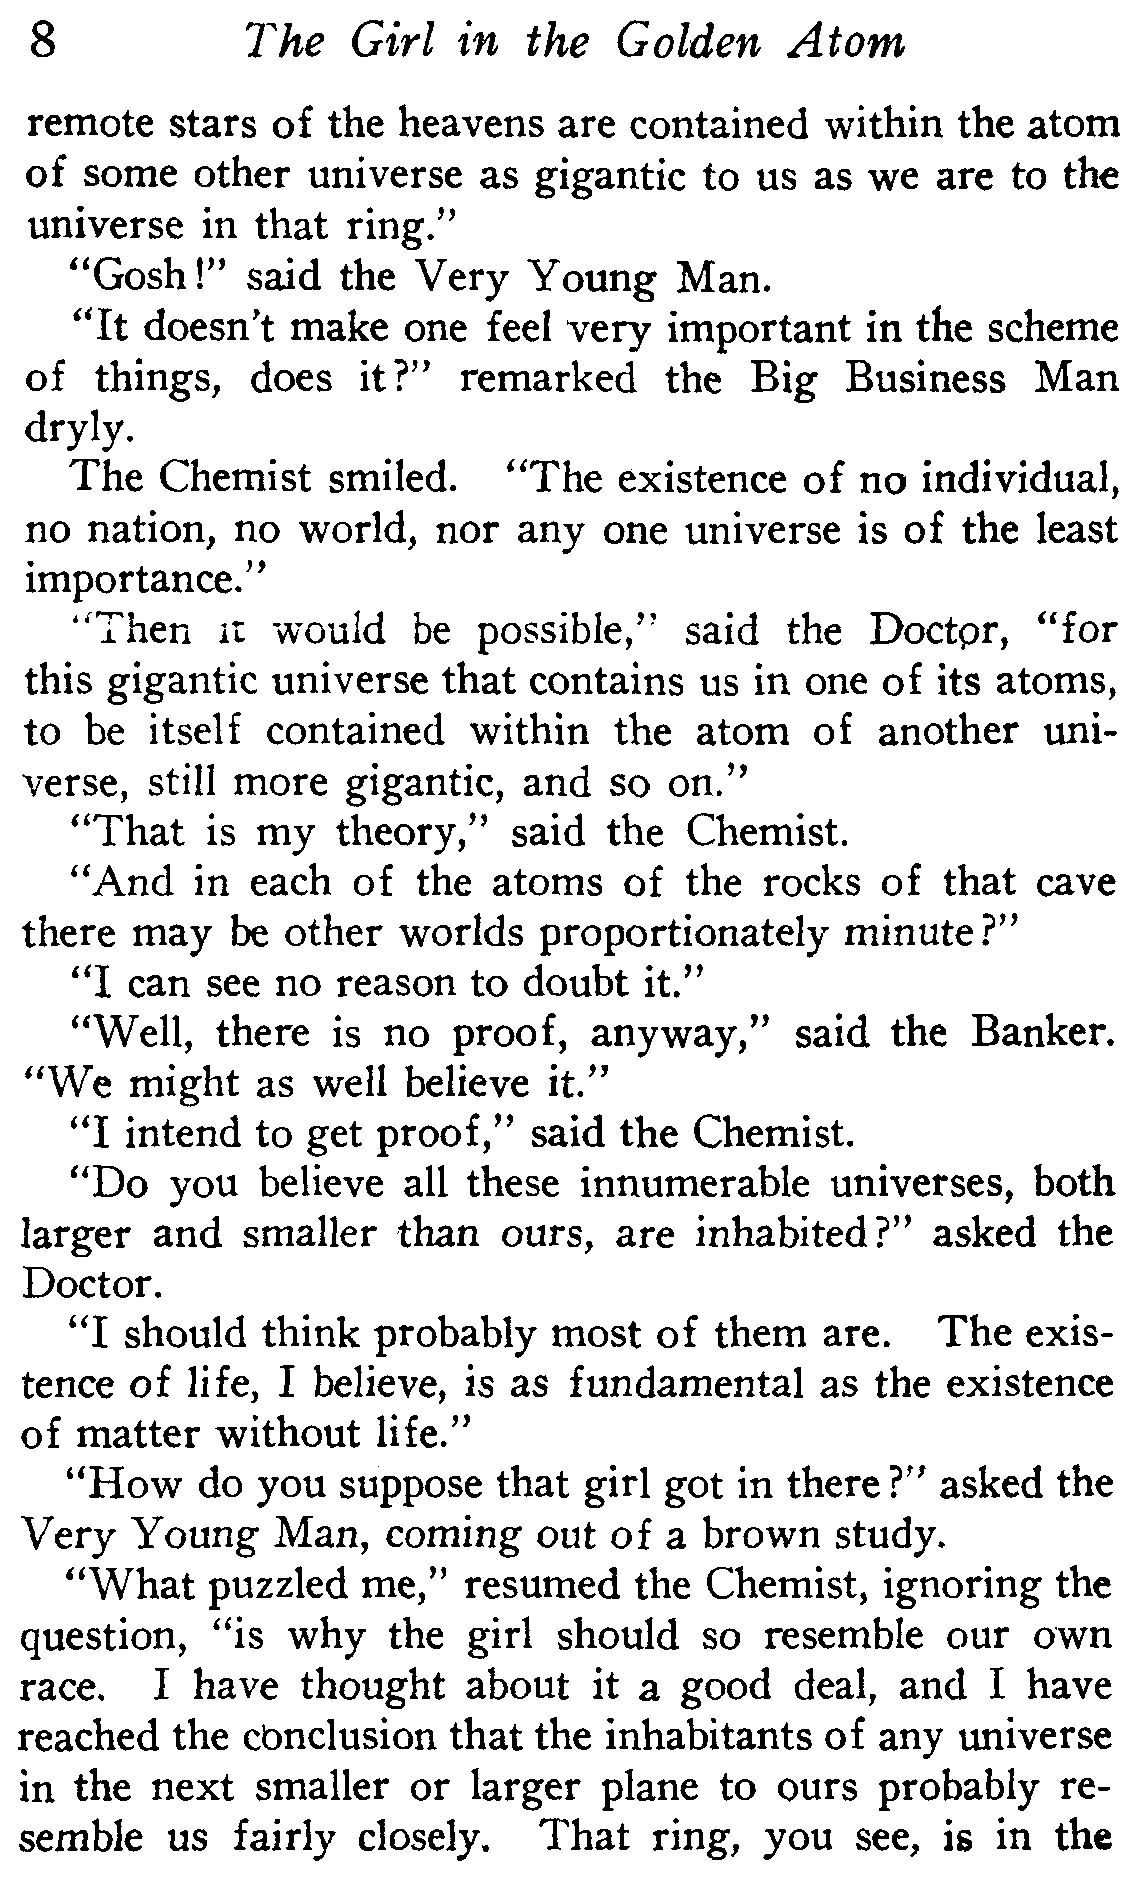 8 The Girl in the Golden Atom
remote stars of the heavens are contained within the atom
of some other universe as gigantic to us as we are to the
universe in that ring."
"Gosh!" said the Very Young Man.
"It doesn't make one feel very important in the scheme
of things, does it?" remarked the Big Business Man
dryly.
The Chemist smiled. "The existence of no individual,
no nation, no world, nor any one universe is of the least
importance."
"Then it would be possible," said the Doctor, "for
this gigantic universe that contains us in one of its atoms,
to be itself contained within the atom of another uni-
verse, still more gigantic, and so on."
"That is my theory," said the Chemist.
"And in each of the atoms of the rocks of that cave
there may be other worlds proportionately minute?"
"I can see no reason to doubt it."
"Well, there is no proof, anyway," said the Banker.
"We might as well believe it."
"I intend to get proof," said the Chemist.
"Do you believe all these innumerable universes, both
larger and smaller than ours, are inhabited?" asked the
Doctor.
"I should think probably most of them are. The exis-
tence of life, I believe, is as fundamental as the existence
of matter without life."
"How do you suppose that girl got in there?" asked the
Very Young Man, coming out of a brown study.
"What puzzled me," resumed the Chemist, ignoring the
question, "is why the girl should so resemble our own
race. I have thought about it a good deal, and I have
reached the conclusion that the inhabitants of any universe
in the next smaller or larger plane to ours probably re-
semble us fairly closely. That ring, you see, is in the